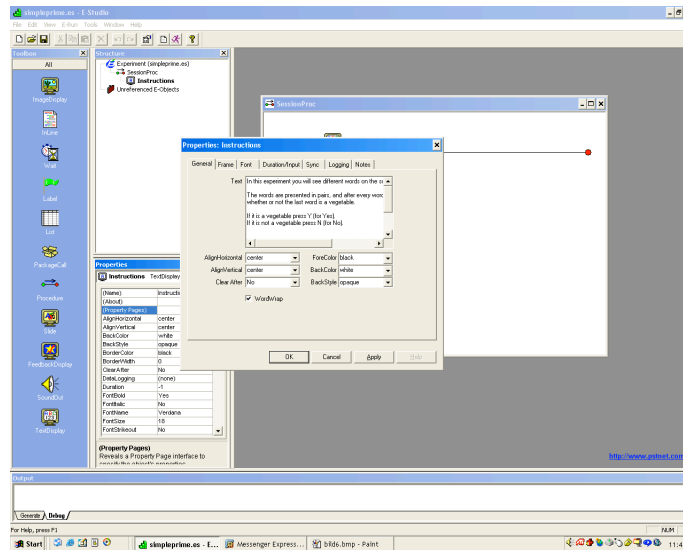 simpleprime.es - E-Studio
File Edit View E-Run Tools Window Help
Toolbox
All
ImageDisplay
InLine
Wait
Label
List
PackageCall
Procedure
Slide
FeedbackDisplay
SoundOut
TextDisplay
Structure
Experiment (simpleprime.es)
SessionProc
Instructions
Unreferenced E-Objects
SessionProc
Properties: Instructions
General Frame Font Duration/Input Sync Logging Notes
Text
In this experiment you will see different words on the
The words are presented in pairs, and after every
whether or not the last word is a vegetable.
If it is a vegetable press Y (for Yes).
If it is not a vegetable press N (for No).
AlignHorizontal center ForeColor black
AlignVertical center BackColor white
Clear After No BackStyle opaque
WordWrap
OK Cancel Apply Help
Properties
Instructions TextDisplay
(Name) Instructi
(About)
(Property Pages)
AlignHorizontal center
AlignVertical center
BackColor white
BackStyle opaque
BorderColor black
BorderWidth 0
ClearAfter No
DataLogging (none)
Duration -1
FontBold Yes
FontItalic No
FontName Verdana
FontSize 18
FontStrikeout No
(Property Pages)
Reveals a Property Page interface to
http://www.pstnet.com
Output
Generate Debug
For Help, press F1
NUM
Start simpleprime.es - E... Messenger Express... bild6.bmp - Paint 11:4